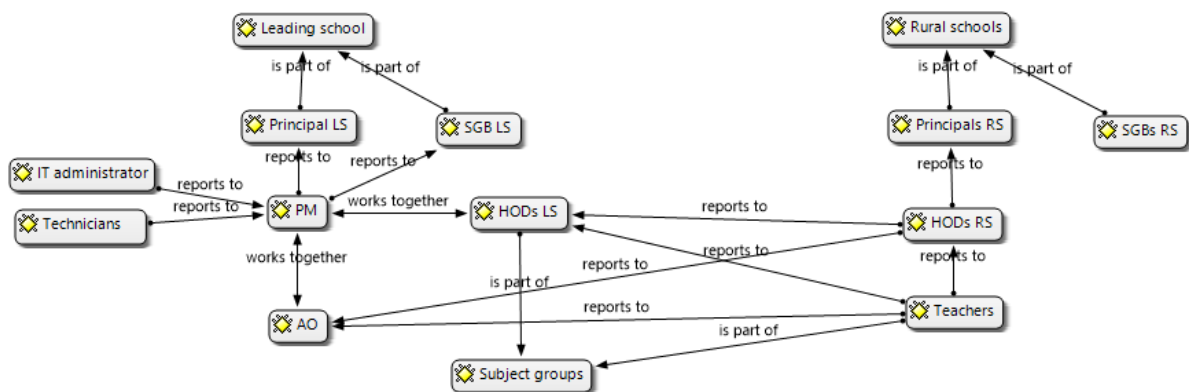 Leading school
Rural schools
is part of
is part of
is part of
is part of
Principal LS
SGB LS
Principals RS
SGBs RS
reports to
reports to
reports to
IT administrator
reports to
Technicians
reports to
PM
works together
HODs LS
reports to
HODs RS
works together
reports to
reports to
reports to
is part of
AO
reports to
Teachers
is part of
Subject groups